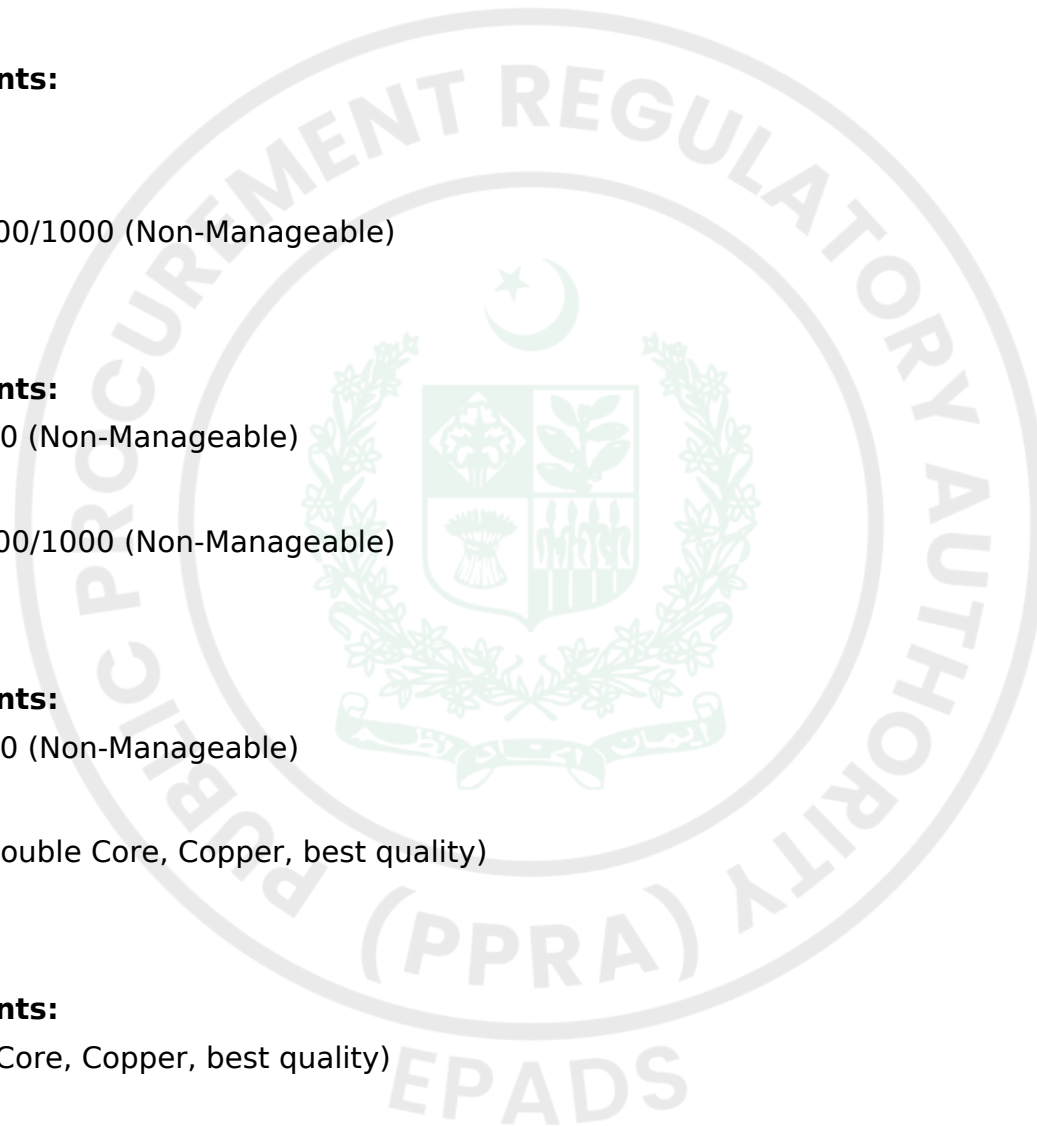 nts:
00/1000 (Non-Manageable)
nts:
0 (Non-Manageable)
00/1000 (Non-Manageable)
nts:
0 (Non-Manageable)
ouble Core, Copper, best quality)
nts:
Core, Copper, best quality)
PUBLIC PROCUREMENT REGULATORY AUTHORITY
(PPRA)
EPADS